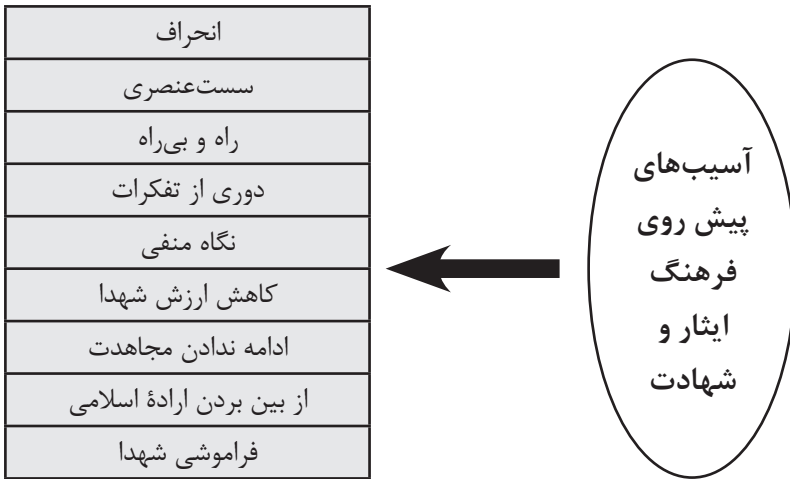 آسیب‌های
پیش روی
فرهنگ
ایثار و
شهادت
انحراف
سست‌عنصری
راه و بی‌راه
دوری از تفکرات
نگاه منفی
کاهش ارزش شهدا
ادامه ندادن مجاهدت
از بین بردن ارادۀ اسلامی
فراموشی شهدا